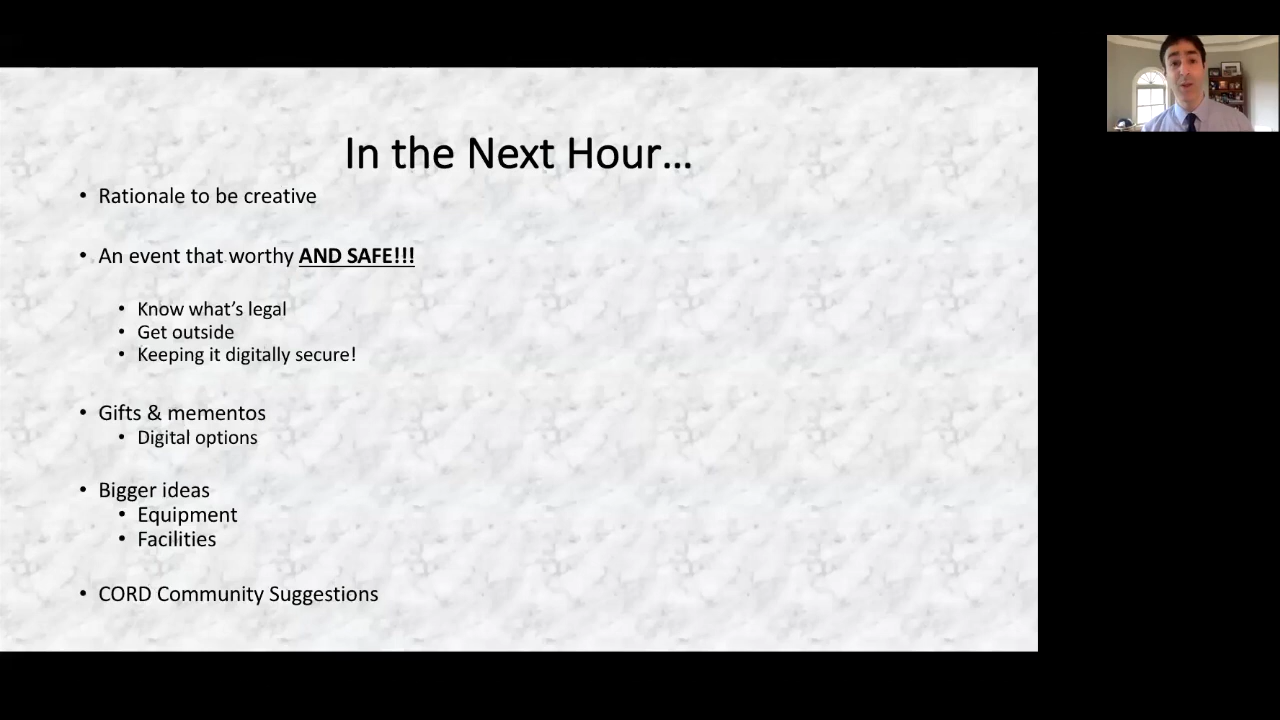 In the Next Hour…
• Rationale to be creative
• An event that worthy AND SAFE!!!
• Know what’s legal
• Get outside
• Keeping it digitally secure!
• Gifts & mementos
• Digital options
• Bigger ideas
• Equipment
• Facilities
• CORD Community Suggestions